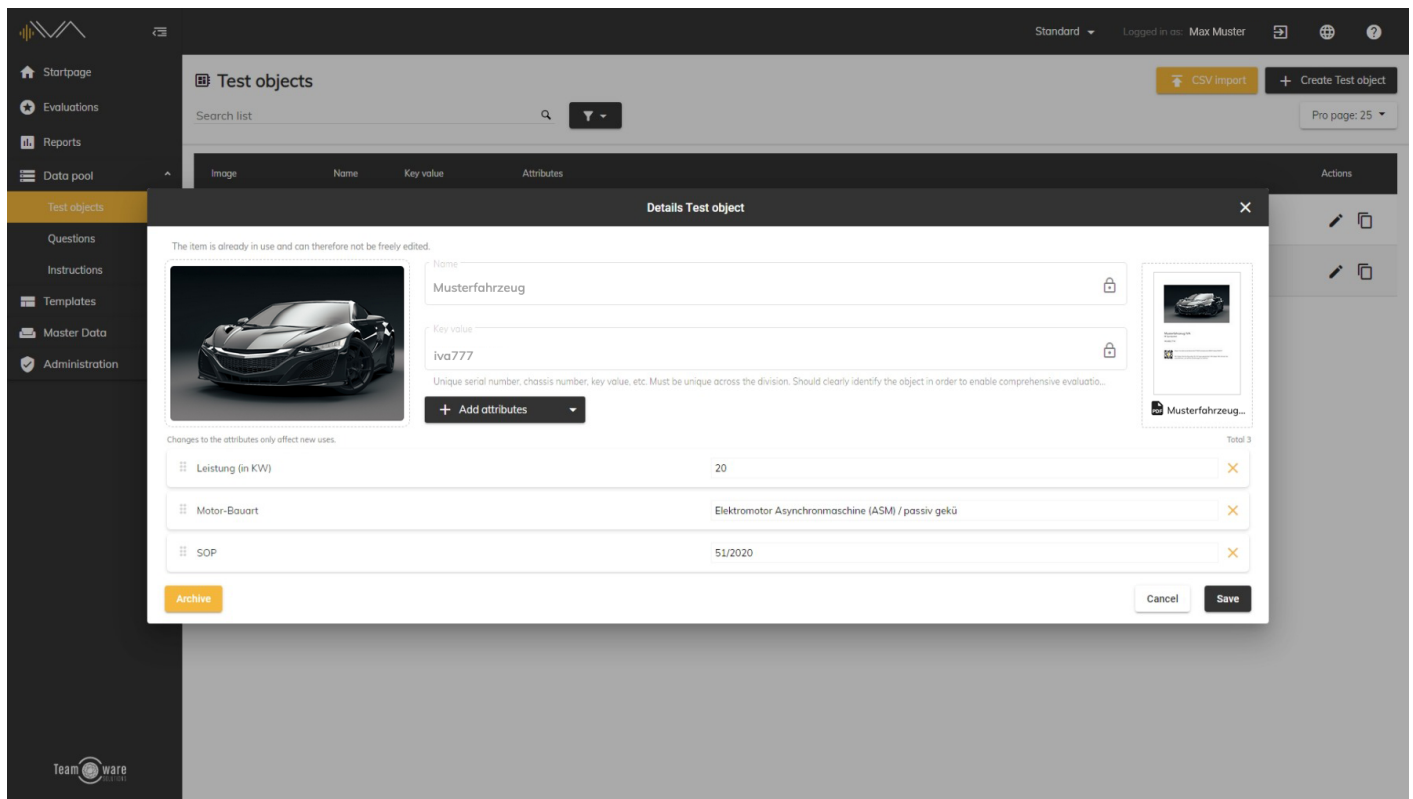 Standard
Logged in as: Max Muster
Startpage
Evaluations
Reports
Data pool
Test objects
Questions
Instructions
Templates
Master Data
Administration
Test objects
CSV import
Create Test object
Search list
Pro page: 25
Image Name Key value Attributes Actions
Details Test object
The item is already in use and can therefore not be freely edited.
Name
Musterfahrzeug
Key value
iva777
Unique serial number, chassis number, key value, etc. Must be unique across the division. Should clearly identify the object in order to enable comprehensive evaluatio...
Add attributes
PDF
Musterfahrzeug...
Changes to the attributes only affect new uses.
Total 3
Leistung (in KW) 20
Motor-Bauart Elektromotor Asynchronmaschine (ASM) / passiv gekü
SOP 51/2020
Archive
Cancel
Save
Team ware
SOLUTIONS